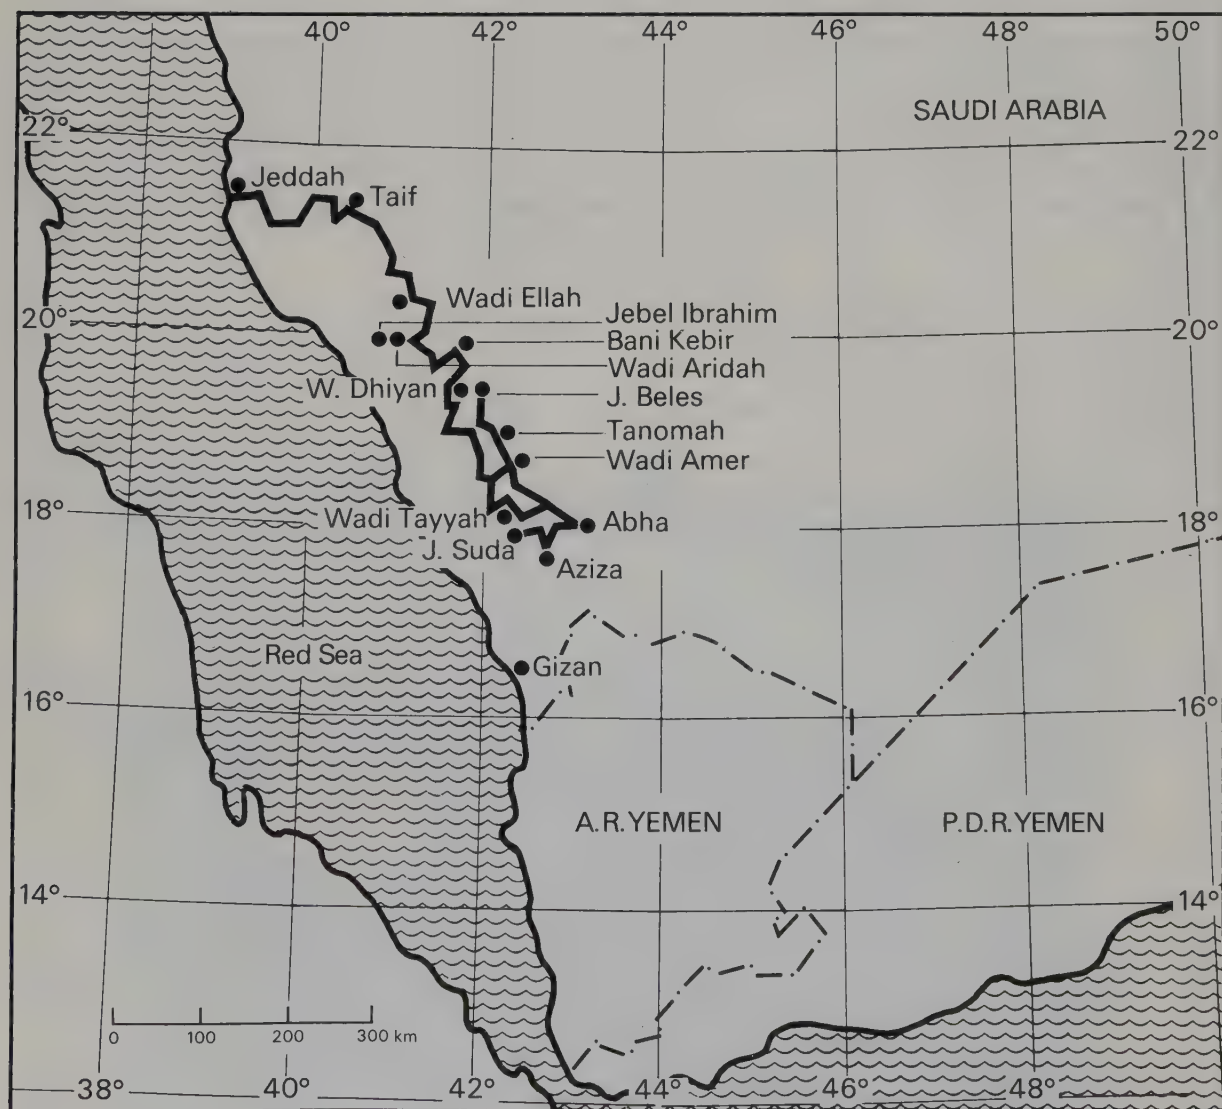 40° 42° 44° 46° 48° 50°
SAUDI ARABIA
22° 22°
Jeddah
Taif
Wadi Ellah
Jebel Ibrahim
20° 20°
Bani Kebir
Wadi Aridah
W. Dhiyan
J. Beles
Tanomah
Wadi Amer
18° 18°
Wadi Tayyah
Abha
J. Suda
Aziza
Red Sea
Gizan
16° 16°
A.R.YEMEN
P.D.R.YEMEN
14° 14°
0 100 200 300 km
38° 40° 42° 44° 46° 48°